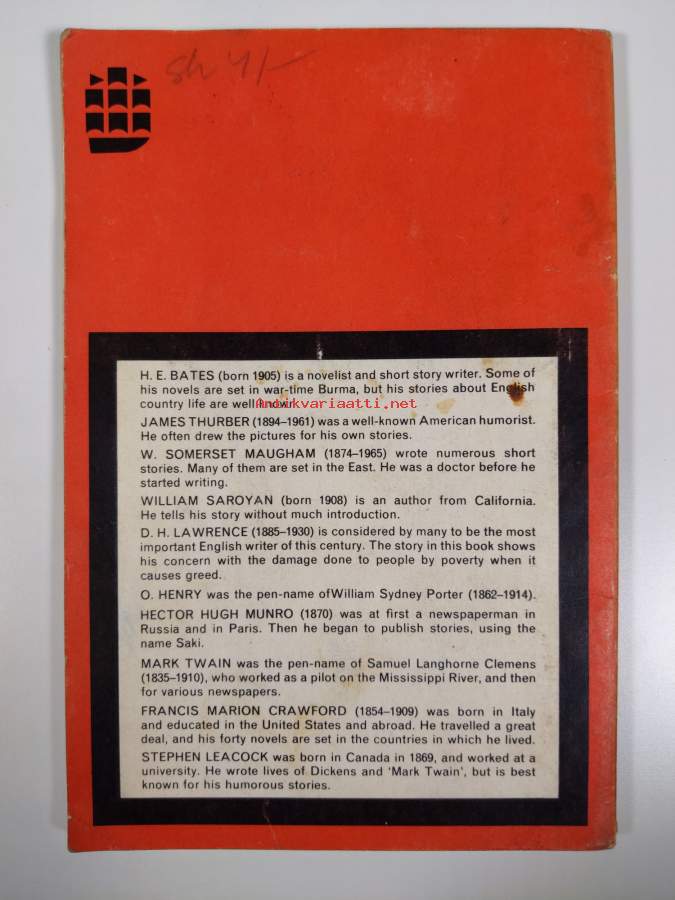 Sh 4/-
H. E. BATES (born 1905) is a novelist and short story writer. Some of
his novels are set in war-time Burma, but his stories about English
country life are well known.
antikvariaatti.net
JAMES THURBER (1894–1961) was a well-known American humorist.
He often drew the pictures for his own stories.
W. SOMERSET MAUGHAM (1874–1965) wrote numerous short
stories. Many of them are set in the East. He was a doctor before he
started writing.
WILLIAM SAROYAN (born 1908) is an author from California.
He tells his story without much introduction.
D. H. LAWRENCE (1885–1930) is considered by many to be the most
important English writer of this century. The story in this book shows
his concern with the damage done to people by poverty when it
causes greed.
O. HENRY was the pen-name of William Sydney Porter (1862–1914).
HECTOR HUGH MUNRO (1870) was at first a newspaperman in
Russia and in Paris. Then he began to publish stories, using the
name Saki.
MARK TWAIN was the pen-name of Samuel Langhorne Clemens
(1835–1910), who worked as a pilot on the Mississippi River, and then
for various newspapers.
FRANCIS MARION CRAWFORD (1854–1909) was born in Italy
and educated in the United States and abroad. He travelled a great
deal, and his forty novels are set in the countries in which he lived.
STEPHEN LEACOCK was born in Canada in 1869, and worked at a
university. He wrote lives of Dickens and ‘Mark Twain’, but is best
known for his humorous stories.